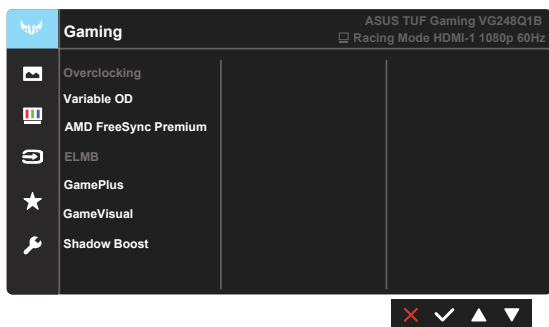 Gaming
ASUS TUF Gaming VG248Q1B
Racing Mode HDMI-1 1080p 60Hz
Overclocking
Variable OD
AMD FreeSync Premium
ELMB
GamePlus
GameVisual
Shadow Boost